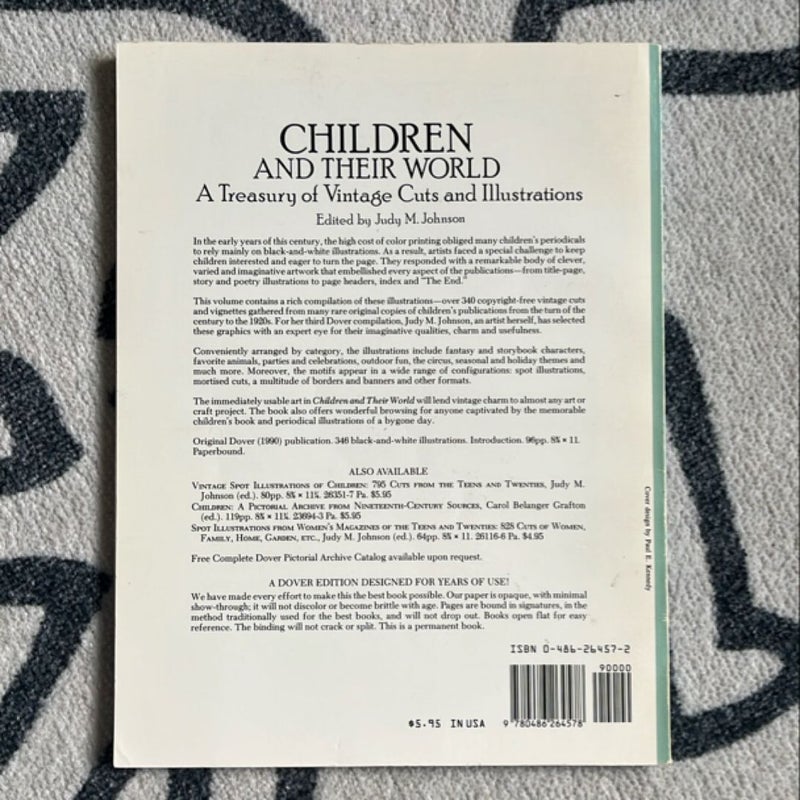 CHILDREN
AND THEIR WORLD
A Treasury of Vintage Cuts and Illustrations
Edited by Judy M. Johnson
In the early years of this century, the high cost of color printing obliged many children's periodicals
to rely mainly on black-and-white illustrations. As a result, artists faced a special challenge to keep
children interested and eager to turn the page. They responded with a remarkable body of clever,
varied and imaginative artwork that embellished every aspect of the publications—from title-page,
story and poetry illustrations to page headers, index and "The End."
This volume contains a rich compilation of these illustrations—over 340 copyright-free vintage cuts
and vignettes gathered from many rare original copies of children's publications from the turn of the
century to the 1920s. For her third Dover compilation, Judy M. Johnson, an artist herself, has selected
these graphics with an expert eye for their imaginative qualities, charm and usefulness.
Conveniently arranged by category, the illustrations include fantasy and storybook characters,
favorite animals, parties and celebrations, outdoor fun, the circus, seasonal and holiday themes and
much more. Moreover, the motifs appear in a wide range of configurations: spot illustrations,
mortised cuts, a multitude of borders and banners and other formats.
The immediately usable art in Children and Their World will lend vintage charm to almost any art or
craft project. The book also offers wonderful browsing for anyone captivated by the memorable
children's book and periodical illustrations of a bygone day.
Original Dover (1990) publication. 346 black-and-white illustrations. Introduction. 96pp. 8¼ × 11.
Paperbound.
ALSO AVAILABLE
VINTAGE SPOT ILLUSTRATIONS OF CHILDREN: 795 CUTS FROM THE TEENS AND TWENTIES, Judy M.
Johnson (ed.). 80pp. 8¼ × 11¼. 26351-7 Pa. $5.95
CHILDREN: A PICTORIAL ARCHIVE FROM NINETEENTH-CENTURY SOURCES, Carol Belanger Grafton
(ed.). 119pp. 8¼ × 11¼. 23694-3 Pa. $5.95
SPOT ILLUSTRATIONS FROM WOMEN'S MAGAZINES OF THE TEENS AND TWENTIES: 828 CUTS OF WOMEN,
FAMILY, HOME, GARDEN, ETC., Judy M. Johnson (ed.). 64pp. 8¼ × 11. 26116-6 Pa. $4.95
Free Complete Dover Pictorial Archive Catalog available upon request.
A DOVER EDITION DESIGNED FOR YEARS OF USE!
We have made every effort to make this the best book possible. Our paper is opaque, with minimal
show-through; it will not discolor or become brittle with age. Pages are bound in signatures, in the
method traditionally used for the best books, and will not drop out. Books open flat for easy
reference. The binding will not crack or split. This is a permanent book.
Cover design by Paul E. Kennedy
ISBN 0-486-26457-2
90000
$5.95 IN USA
9 780486 264578